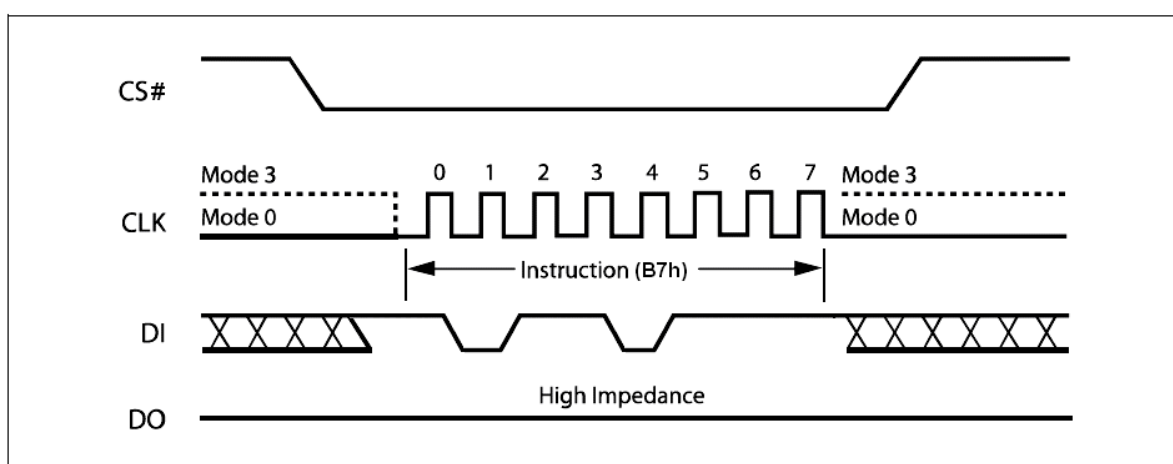 CS#
Mode 3 0 1 2 3 4 5 6 7 Mode 3
CLK Mode 0 Mode 0
Instruction (B7h)
DI
High Impedance
DO